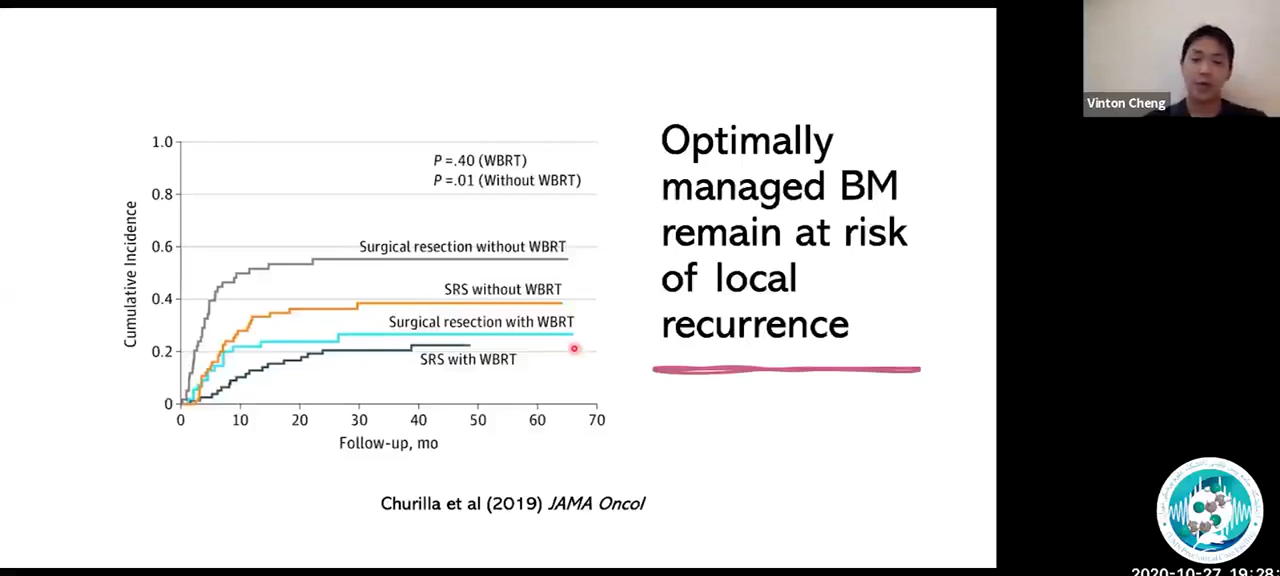 Vinton Cheng
Optimally
managed BM
remain at risk
of local
recurrence
1.0
0.8
0.6
0.4
0.2
0
Cumulative Incidence
P =.40 (WBRT)
P =.01 (Without WBRT)
Surgical resection without WBRT
SRS without WBRT
Surgical resection with WBRT
SRS with WBRT
0 10 20 30 40 50 60 70
Follow-up, mo
Churilla et al (2019) JAMA Oncol
2020-10-27 19:28: